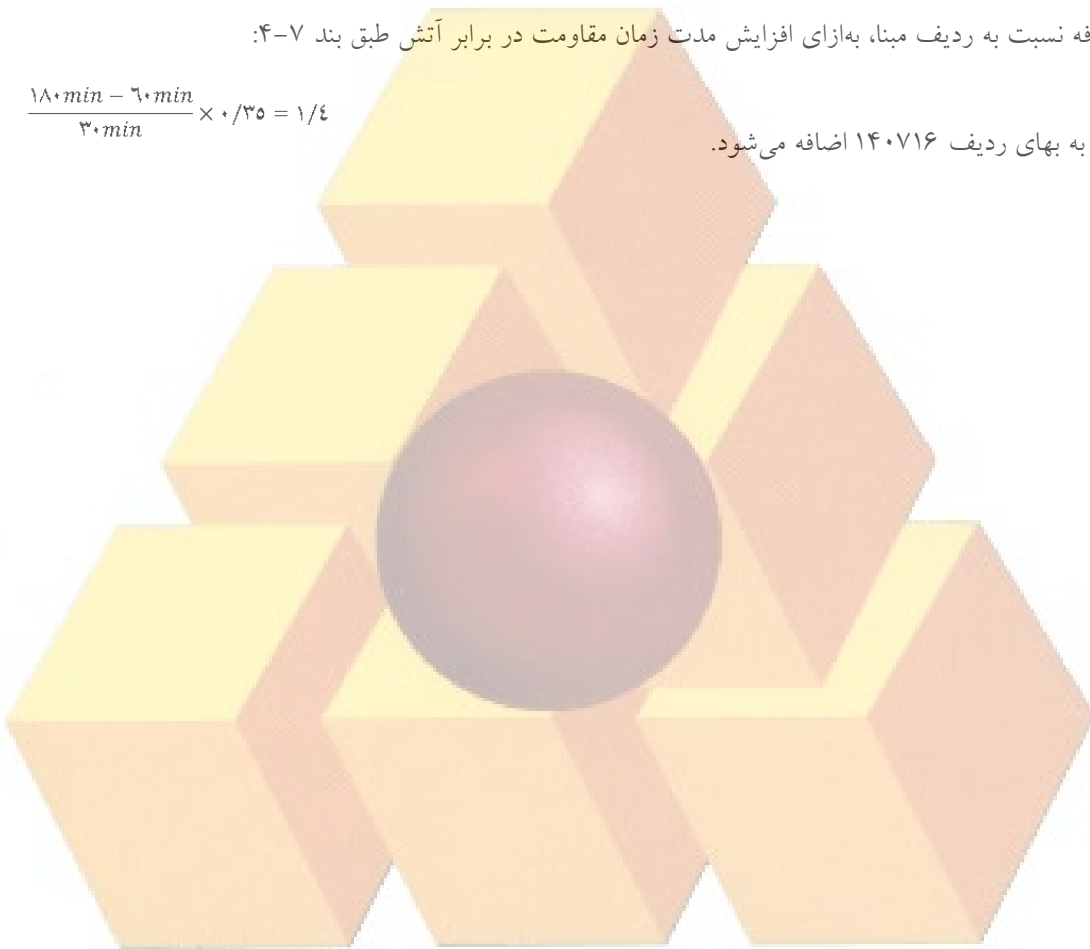 نسبت به ردیف مبنا، به‌ازای افزایش مدت زمان مقاومت در برابر آتش طبق بند ۷-۴:
۱۸۰min − ۶۰min / ۳۰min × ۰/۳۵ = ۱/٤
به بهای ردیف ۱۴۰۷۱۶ اضافه می‌شود.